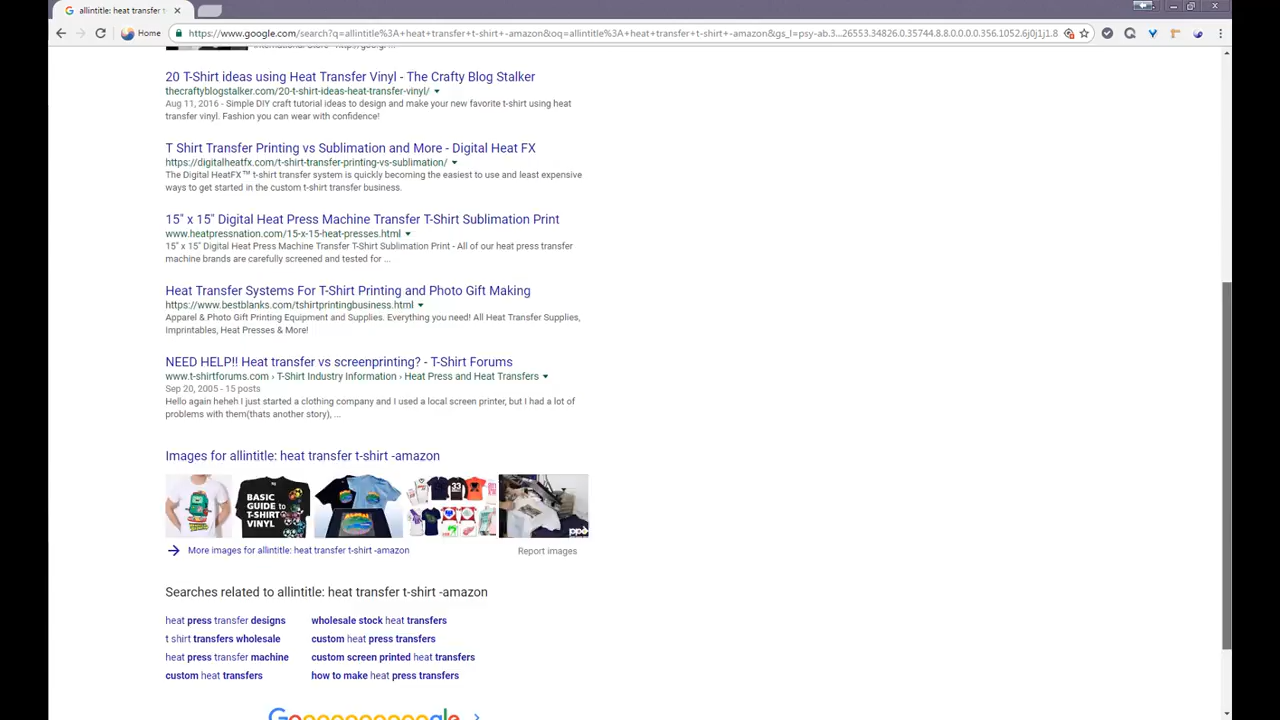 allintitle: heat transfer t
Home
https://www.google.com/search?q=allintitle%3A+heat+transfer+t-shirt+-amazon&oq=allintitle%3A+heat+transfer+t-shirt+-amazon&gs_l=psy-ab.3...26553.34826.0.35744.8.8.0.0.0.0.356.1052.6j0j1j1.8
20 T-Shirt ideas using Heat Transfer Vinyl - The Crafty Blog Stalker
thecraftyblogstalker.com/20-t-shirt-ideas-heat-transfer-vinyl/
Aug 11, 2016 - Simple DIY craft tutorial ideas to design and make your new favorite t-shirt using heat
transfer vinyl. Fashion you can wear with confidence!
T Shirt Transfer Printing vs Sublimation and More - Digital Heat FX
https://digitalheatfx.com/t-shirt-transfer-printing-vs-sublimation/
The Digital HeatFX™ t-shirt transfer system is quickly becoming the easiest to use and least expensive
ways to get started in the custom t-shirt transfer business.
15" x 15" Digital Heat Press Machine Transfer T-Shirt Sublimation Print
www.heatpressnation.com/15-x-15-heat-presses.html
15" x 15" Digital Heat Press Machine Transfer T-Shirt Sublimation Print - All of our heat press transfer
machine brands are carefully screened and tested for ...
Heat Transfer Systems For T-Shirt Printing and Photo Gift Making
https://www.bestblanks.com/tshirtprintingbusiness.html
Apparel & Photo Gift Printing Equipment and Supplies. Everything you need! All Heat Transfer Supplies,
Imprintables, Heat Presses & More!
NEED HELP!! Heat transfer vs screenprinting? - T-Shirt Forums
www.t-shirtforums.com › T-Shirt Industry Information › Heat Press and Heat Transfers
Sep 20, 2005 - 15 posts
Hello again heheh I just started a clothing company and I used a local screen printer, but I had a lot of
problems with them(thats another story), ...
Images for allintitle: heat transfer t-shirt -amazon
BASIC
GUIDE to
T-SHIRT
VINYL
33
More images for allintitle: heat transfer t-shirt -amazon
Report images
Searches related to allintitle: heat transfer t-shirt -amazon
heat press transfer designs
wholesale stock heat transfers
t shirt transfers wholesale
custom heat press transfers
heat press transfer machine
custom screen printed heat transfers
custom heat transfers
how to make heat press transfers
Goooooooooogle